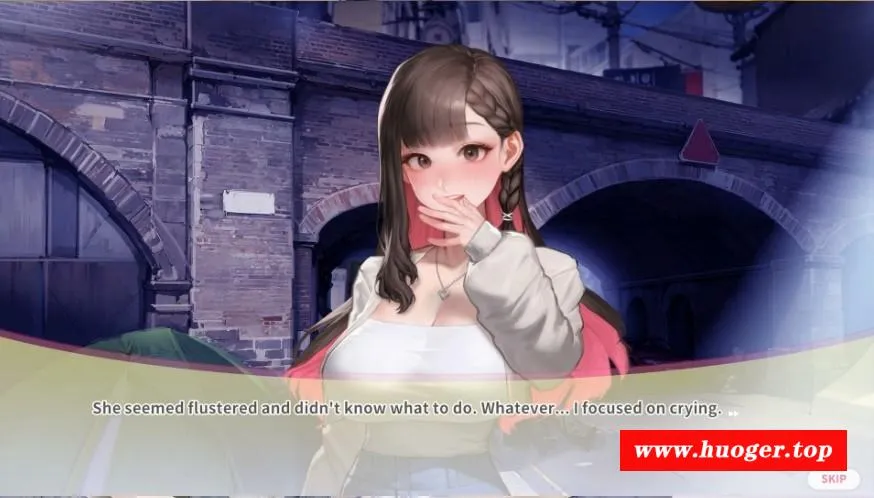 She seemed flustered and didn't know what to do. Whatever... I focused on crying.
www.huoger.top
SKIP